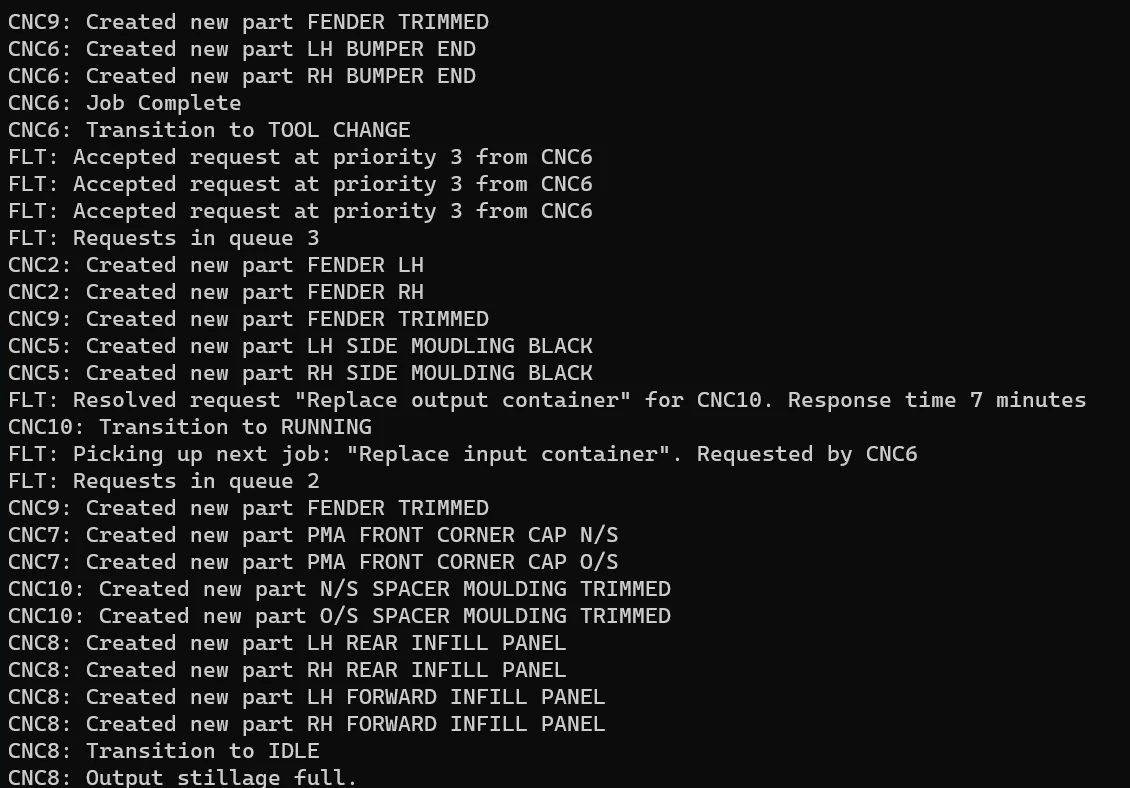 CNC9: Created new part FENDER TRIMMED
CNC6: Created new part LH BUMPER END
CNC6: Created new part RH BUMPER END
CNC6: Job Complete
CNC6: Transition to TOOL CHANGE
FLT: Accepted request at priority 3 from CNC6
FLT: Accepted request at priority 3 from CNC6
FLT: Accepted request at priority 3 from CNC6
FLT: Requests in queue 3
CNC2: Created new part FENDER LH
CNC2: Created new part FENDER RH
CNC9: Created new part FENDER TRIMMED
CNC5: Created new part LH SIDE MOUDLING BLACK
CNC5: Created new part RH SIDE MOULDING BLACK
FLT: Resolved request "Replace output container" for CNC10. Response time 7 minutes
CNC10: Transition to RUNNING
FLT: Picking up next job: "Replace input container". Requested by CNC6
FLT: Requests in queue 2
CNC9: Created new part FENDER TRIMMED
CNC7: Created new part PMA FRONT CORNER CAP N/S
CNC7: Created new part PMA FRONT CORNER CAP O/S
CNC10: Created new part N/S SPACER MOULDING TRIMMED
CNC10: Created new part O/S SPACER MOULDING TRIMMED
CNC8: Created new part LH REAR INFILL PANEL
CNC8: Created new part RH REAR INFILL PANEL
CNC8: Created new part LH FORWARD INFILL PANEL
CNC8: Created new part RH FORWARD INFILL PANEL
CNC8: Transition to IDLE
CNC8: Output stillage full.